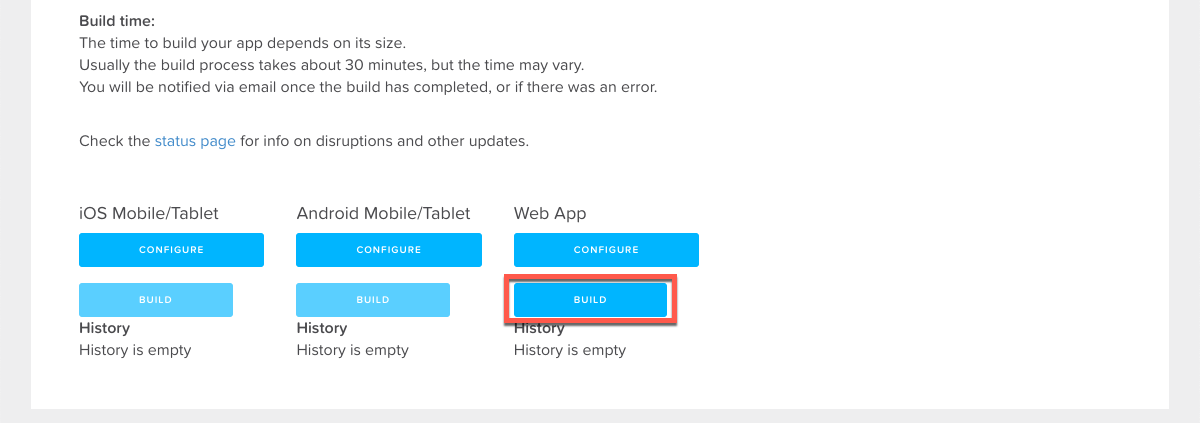 Build time:
The time to build your app depends on its size.
Usually the build process takes about 30 minutes, but the time may vary.
You will be notified via email once the build has completed, or if there was an error.
Check the status page for info on disruptions and other updates.
iOS Mobile/Tablet
CONFIGURE
BUILD
History
History is empty
Android Mobile/Tablet
CONFIGURE
BUILD
History
History is empty
Web App
CONFIGURE
BUILD
History
History is empty